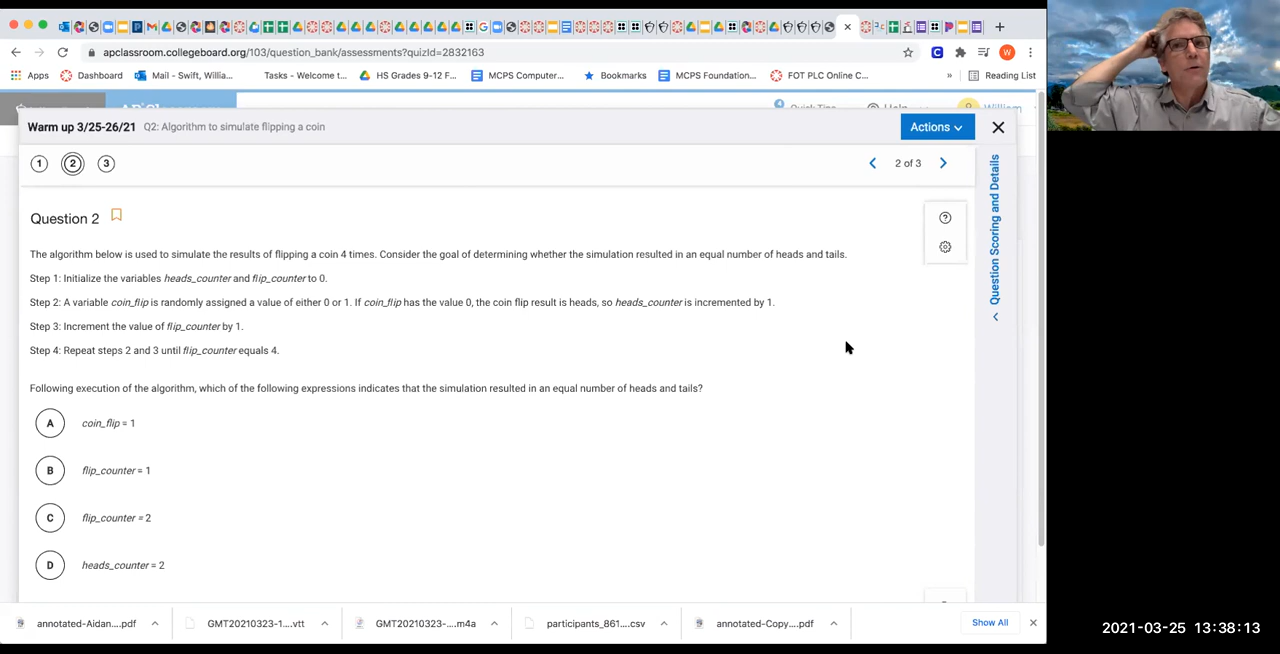 apclassroom.collegeboard.org/103/question_bank/assessments?quizId=2832163
W
Apps Dashboard Mail - Swift, Willia... Tasks - Welcome t... HS Grades 9-12 F... MCPS Computer... Bookmarks MCPS Foundation... FOT PLC Online C... » Reading List
Warm up 3/25-26/21 Q2: Algorithm to simulate flipping a coin Actions
1 2 3 2 of 3
Question 2
Question Scoring and Details
The algorithm below is used to simulate the results of flipping a coin 4 times. Consider the goal of determining whether the simulation resulted in an equal number of heads and tails.
Step 1: Initialize the variables heads_counter and flip_counter to 0.
Step 2: A variable coin_flip is randomly assigned a value of either 0 or 1. If coin_flip has the value 0, the coin flip result is heads, so heads_counter is incremented by 1.
Step 3: Increment the value of flip_counter by 1.
Step 4: Repeat steps 2 and 3 until flip_counter equals 4.
Following execution of the algorithm, which of the following expressions indicates that the simulation resulted in an equal number of heads and tails?
A coin_flip = 1
B flip_counter = 1
C flip_counter = 2
D heads_counter = 2
annotated-Aidan....pdf GMT20210323-1....vtt GMT20210323-....m4a participants_861....csv annotated-Copy....pdf Show All
2021-03-25 13:38:13